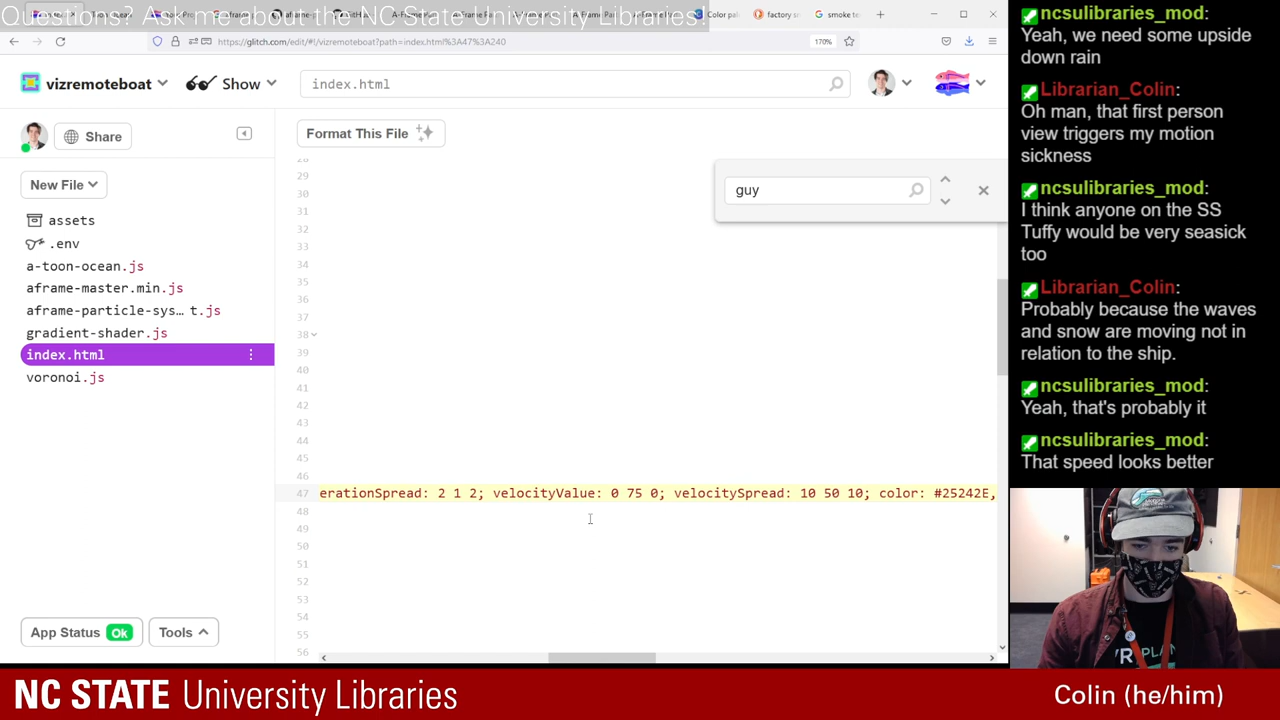 Questions? Ask me about the NC State University Libraries!
https://glitch.com/edit/#!/vizremoteboat?path=index.html%3A47%3A240
170%
vizremoteboat
Show
index.html
Share
Format This File
New File
guy
assets
.env
a-toon-ocean.js
aframe-master.min.js
aframe-particle-sys… t.js
gradient-shader.js
index.html
voronoi.js
28
29
30
31
32
33
34
35
36
37
38
39
40
41
42
43
44
45
46
47 erationSpread: 2 1 2; velocityValue: 0 75 0; velocitySpread: 10 50 10; color: #25242E,
48
49
50
51
52
53
54
55
56
App Status Ok
Tools
ncsulibraries_mod:
Yeah, we need some upside
down rain
Librarian_Colin:
Oh man, that first person
view triggers my motion
sickness
ncsulibraries_mod:
I think anyone on the SS
Tuffy would be very seasick
too
Librarian_Colin:
Probably because the waves
and snow are moving not in
relation to the ship.
ncsulibraries_mod:
Yeah, that's probably it
ncsulibraries_mod:
That speed looks better
NC STATE University Libraries
Colin (he/him)